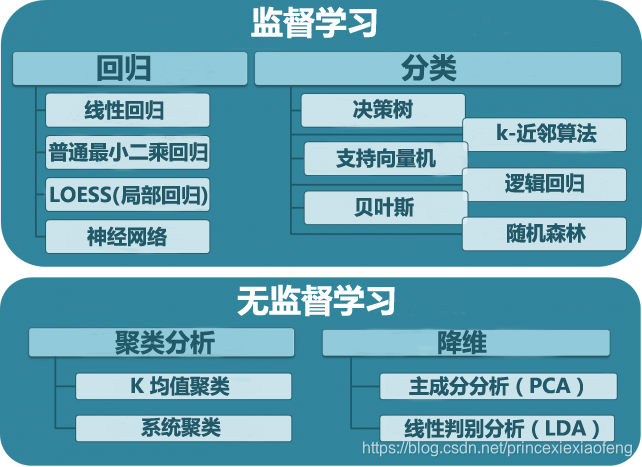 监督学习
回归
线性回归
普通最小二乘回归
LOESS(局部回归)
神经网络
分类
决策树
k-近邻算法
支持向量机
逻辑回归
贝叶斯
随机森林
无监督学习
聚类分析
K 均值聚类
系统聚类
降维
主成分分析（PCA）
线性判别分析（LDA）
https://blog.csdn.net/princexiexiaofeng